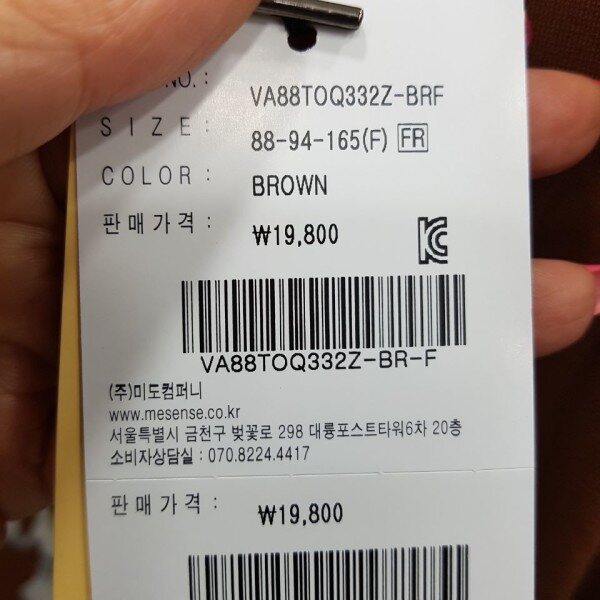 NO. : VA88TOQ332Z-BRF
SIZE : 88-94-165(F) FR
COLOR : BROWN
판매가격 : ₩19,800
VA88TOQ332Z-BR-F
(주)미도컴퍼니
www.mesense.co.kr
서울특별시 금천구 벚꽃로 298 대륭포스트타워6차 20층
소비자상담실 : 070.8224.4417
판매가격 : ₩19,800